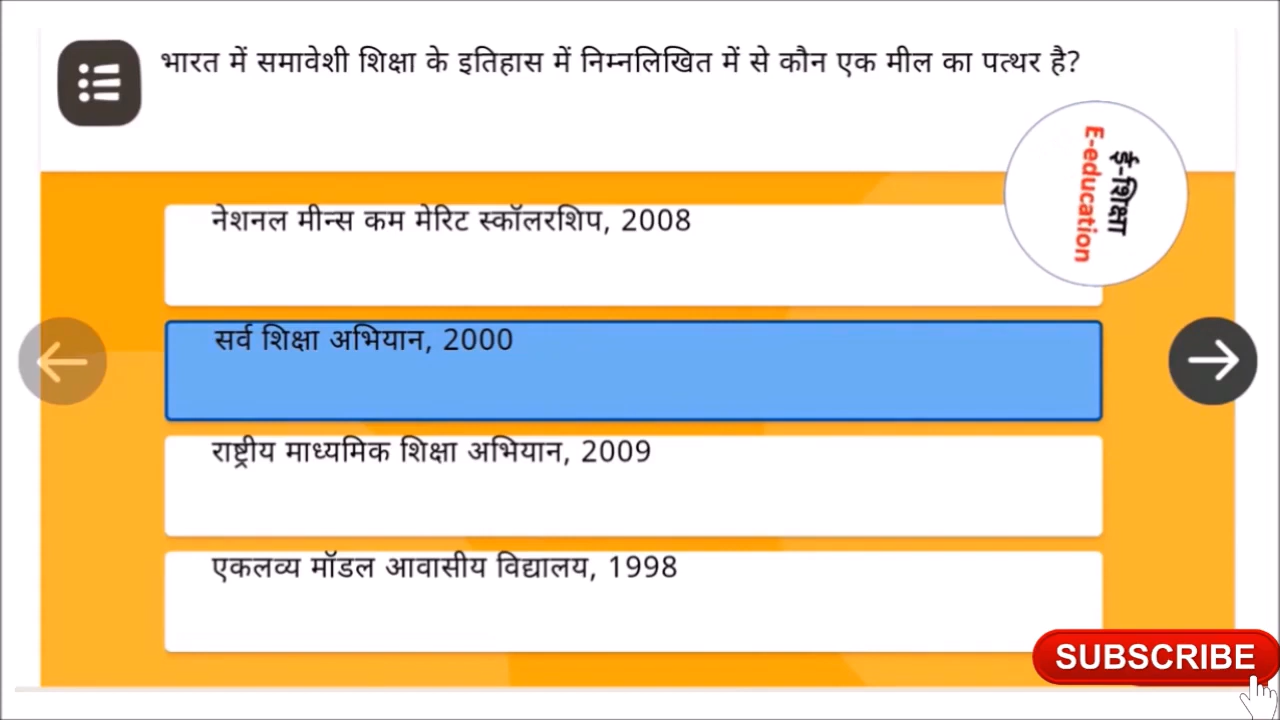 भारत में समावेशी शिक्षा के इतिहास में निम्नलिखित में से कौन एक मील का पत्थर है?
ई-शिक्षा
E-education
नेशनल मीन्स कम मेरिट स्कॉलरशिप, 2008
सर्व शिक्षा अभियान, 2000
राष्ट्रीय माध्यमिक शिक्षा अभियान, 2009
एकलव्य मॉडल आवासीय विद्यालय, 1998
SUBSCRIBE